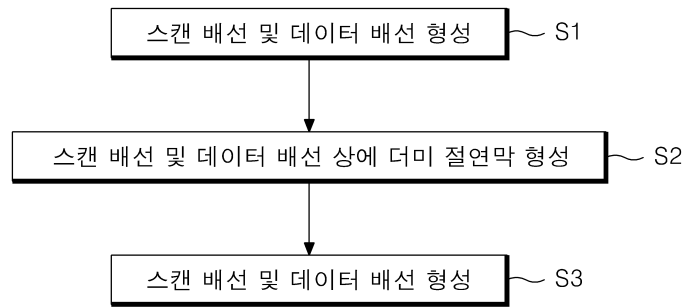 스캔 배선 및 데이터 배선 형성 S1
스캔 배선 및 데이터 배선 상에 더미 절연막 형성 S2
스캔 배선 및 데이터 배선 형성 S3